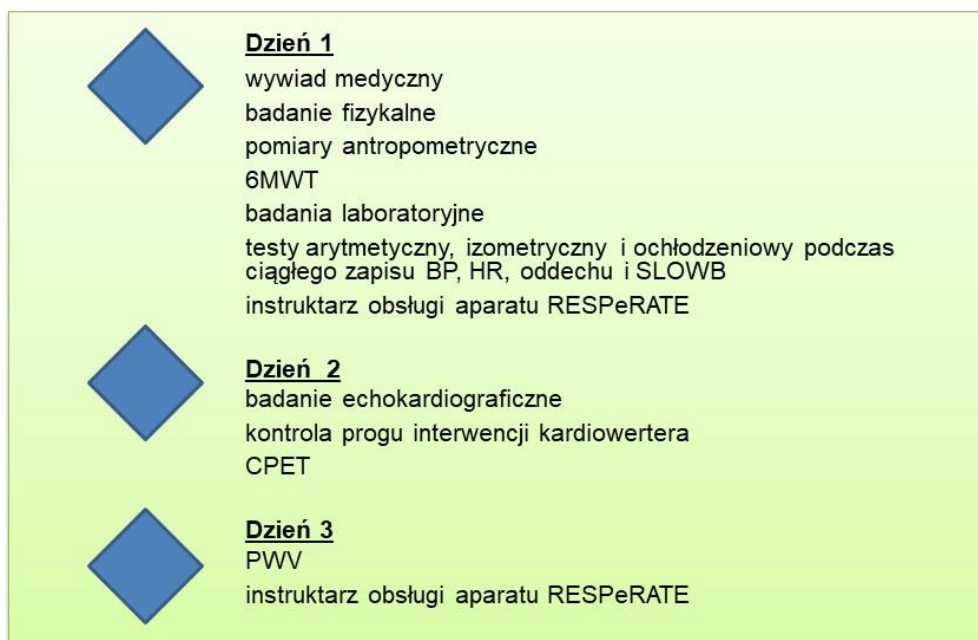 Dzień 1
wywiad medyczny
badanie fizykalne
pomiary antropometryczne
6MWT
badania laboratoryjne
testy arytmetyczny, izometryczny i ochłodzeniowy podczas
ciągłego zapisu BP, HR, oddechu i SLOWB
instruktarz obsługi aparatu RESPeRATE
Dzień 2
badanie echokardiograficzne
kontrola progu interwencji kardiowertera
CPET
Dzień 3
PWV
instruktarz obsługi aparatu RESPeRATE